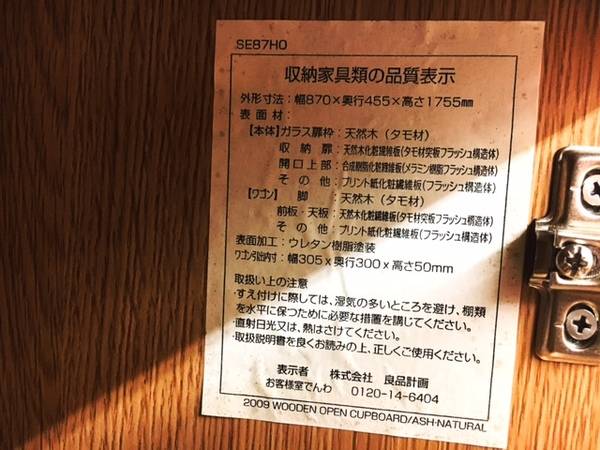 SE87HO
収納家具類の品質表示
外形寸法：幅870×奥行455×高さ1755mm
表面材：
【本体】ガラス扉枠：天然木（タモ材）
収納扉：天然木化粧繊維板(タモ材突板フラッシュ構造体)
開口上部：合成樹脂化粧繊維板(メラミン樹脂フラッシュ構造体)
その他：プリント紙化粧繊維板(フラッシュ構造体)
【ワゴン】脚：天然木（タモ材）
前板・天板：天然木化粧繊維板(タモ材突板フラッシュ構造体)
その他：プリント紙化粧繊維板(フラッシュ構造体)
表面加工：ウレタン樹脂塗装
ワゴン引出内寸：幅305×奥行300×高さ50mm
取扱い上の注意
・すえ付けに際しては、湿気の多いところを避け、棚類
を水平に保つために必要な措置を講じてください。
・直射日光又は、熱はさけてください。
・取扱説明書を良くお読みの上、正しくご使用ください。
表示者 株式会社 良品計画
お客様室でんわ 0120-14-6404
2009 WOODEN OPEN CUPBOARD/ASH-NATURAL